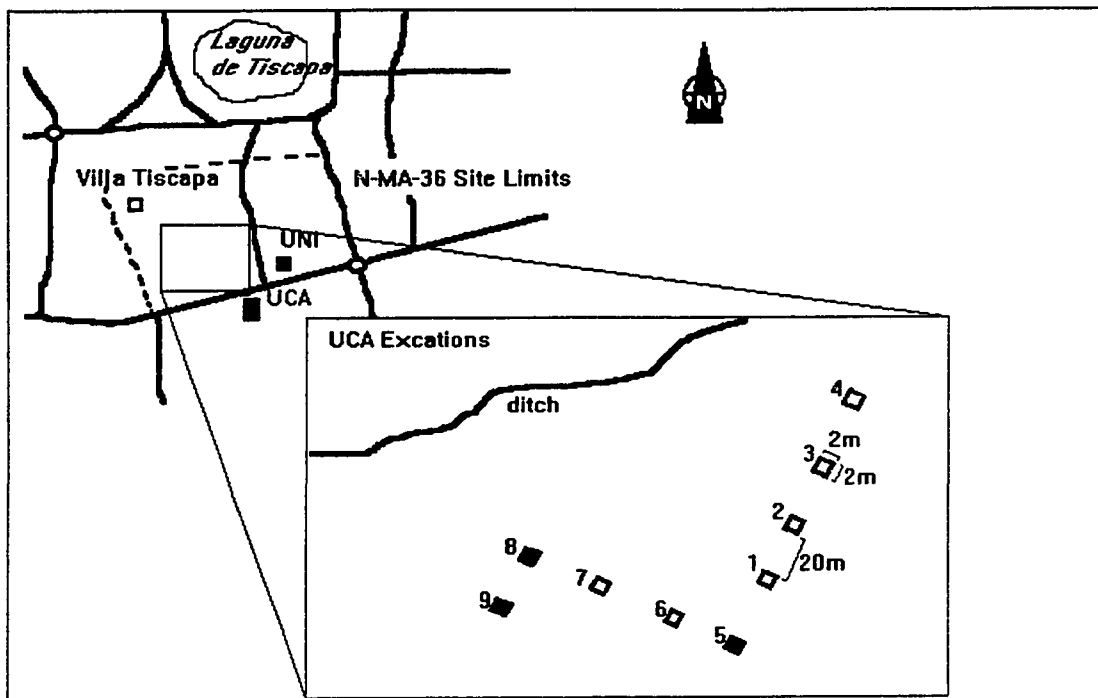 Laguna
de Tiscapa
N
Villa Tiscapa
N-MA-36 Site Limits
UNI
UCA
UCA Excations
ditch
4
2m
3
2m
2
20m
1
8
7
9
6
5